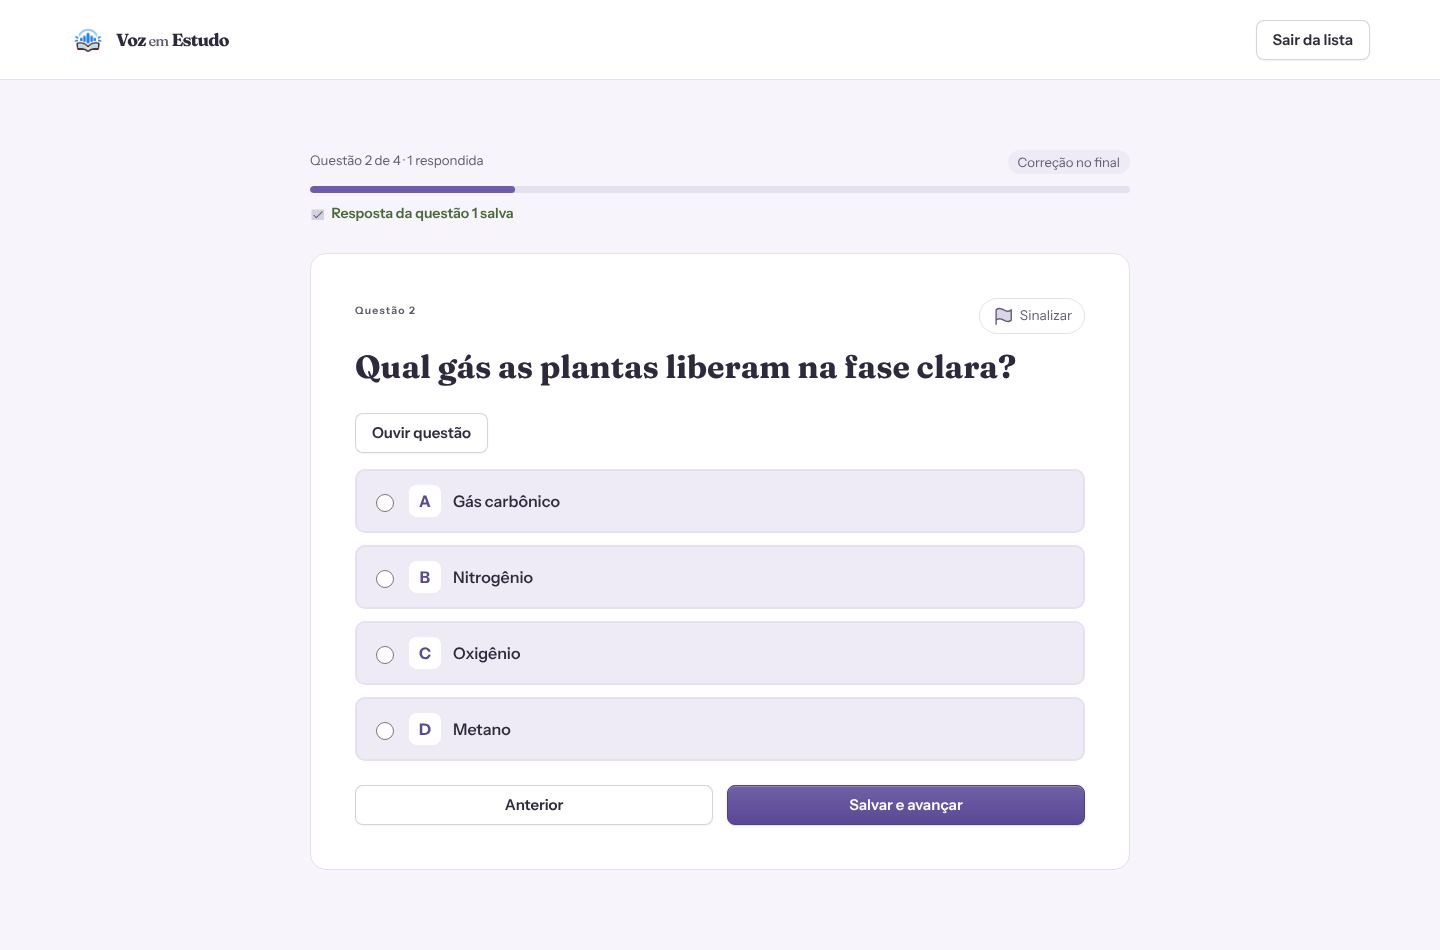 Voz em Estudo
Sair da lista
Questão 2 de 4 · 1 respondida
Correção no final
Resposta da questão 1 salva
Questão 2
Sinalizar
Qual gás as plantas liberam na fase clara?
Ouvir questão
A Gás carbônico
B Nitrogênio
C Oxigênio
D Metano
Anterior
Salvar e avançar